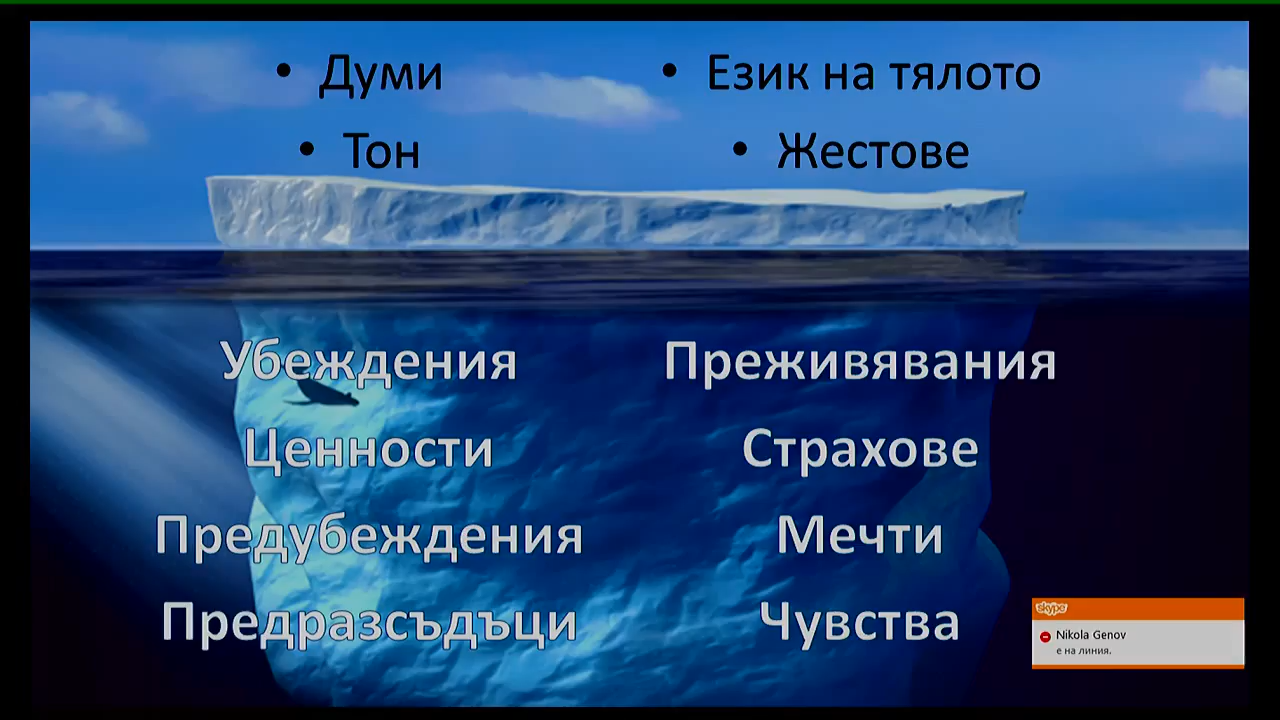 • Думи
• Тон
• Език на тялото
• Жестове
Убеждения
Ценности
Предубеждения
Предразсъдъци
Преживявания
Страхове
Мечти
Чувства
skype
Nikola Genov
е на линия.